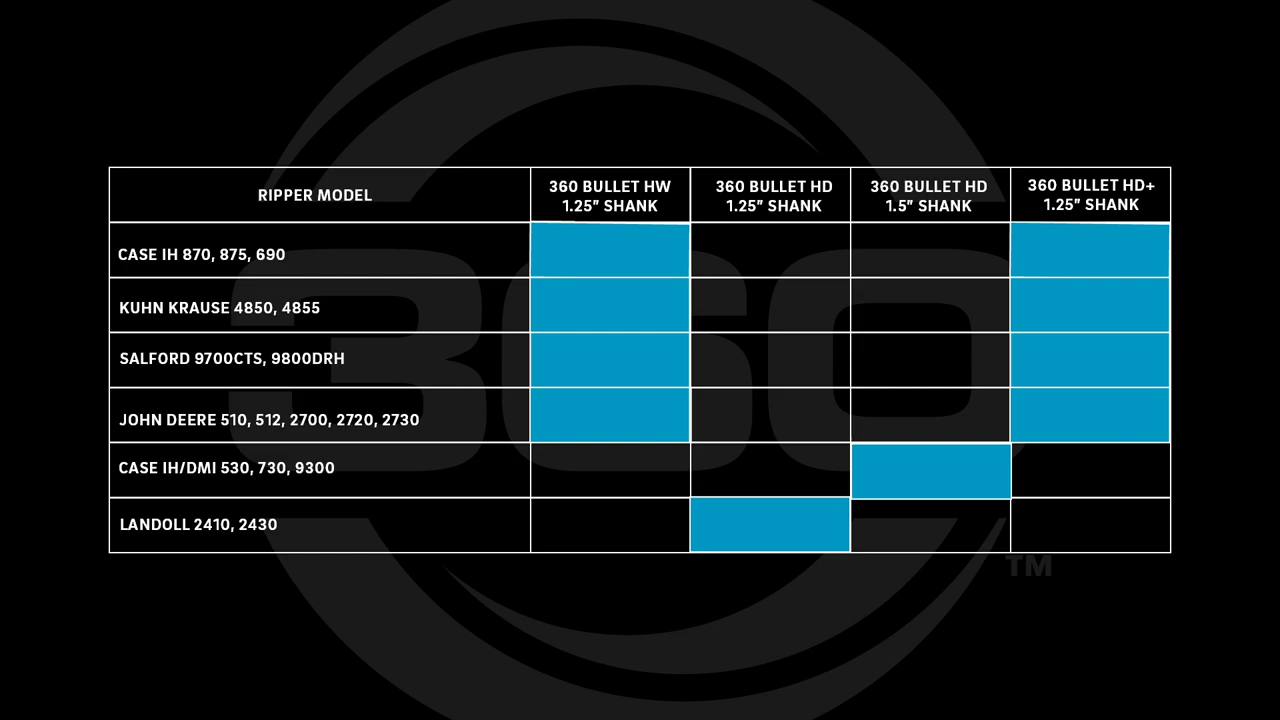 RIPPER MODEL
360 BULLET HW
1.25” SHANK
360 BULLET HD
1.25” SHANK
360 BULLET HD
1.5” SHANK
360 BULLET HD+
1.25” SHANK
CASE IH 870, 875, 690
KUHN KRAUSE 4850, 4855
SALFORD 9700CTS, 9800DRH
JOHN DEERE 510, 512, 2700, 2720, 2730
CASE IH/DMI 530, 730, 9300
LANDOLL 2410, 2430
360
TM